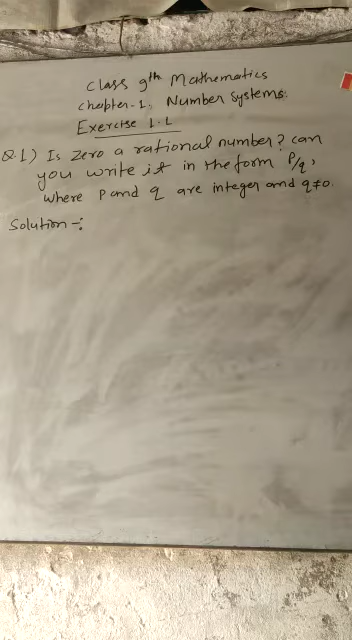 Class 9th Mathematics
chapter-1, Number Systems.
Exercise 1.1
Q.1) Is zero a rational number? can
you write it in the form P/q,
where P and q are integer and q≠0.
Solution -: